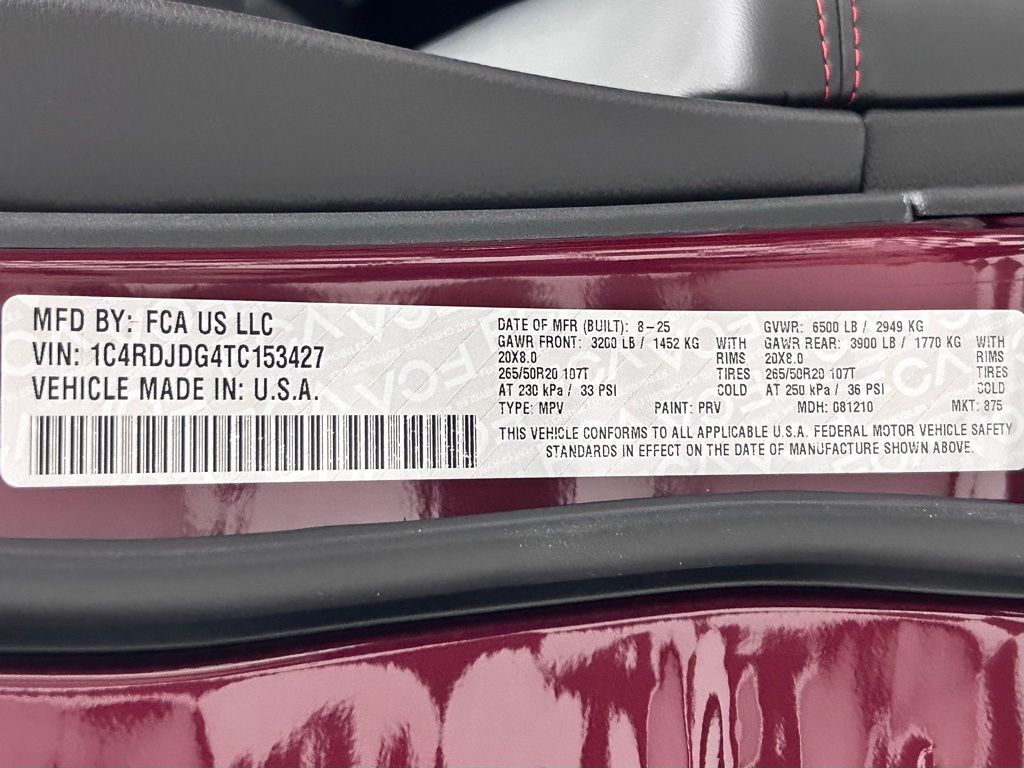 MFD BY: FCA US LLC
VIN: 1C4RDJDG4TC153427
VEHICLE MADE IN: U.S.A.
DATE OF MFR (BUILT): 8-25 GVWR: 6500 LB / 2949 KG
GAWR FRONT: 3200 LB / 1452 KG WITH GAWR REAR: 3900 LB / 1770 KG WITH
20X8.0 RIMS 20X8.0 RIMS
265/50R20 107T TIRES 265/50R20 107T TIRES
AT 230 kPa / 33 PSI COLD AT 250 kPa / 36 PSI COLD
TYPE: MPV PAINT: PRV MDH: 081210 MKT: 875
THIS VEHICLE CONFORMS TO ALL APPLICABLE U.S.A. FEDERAL MOTOR VEHICLE SAFETY
STANDARDS IN EFFECT ON THE DATE OF MANUFACTURE SHOWN ABOVE.